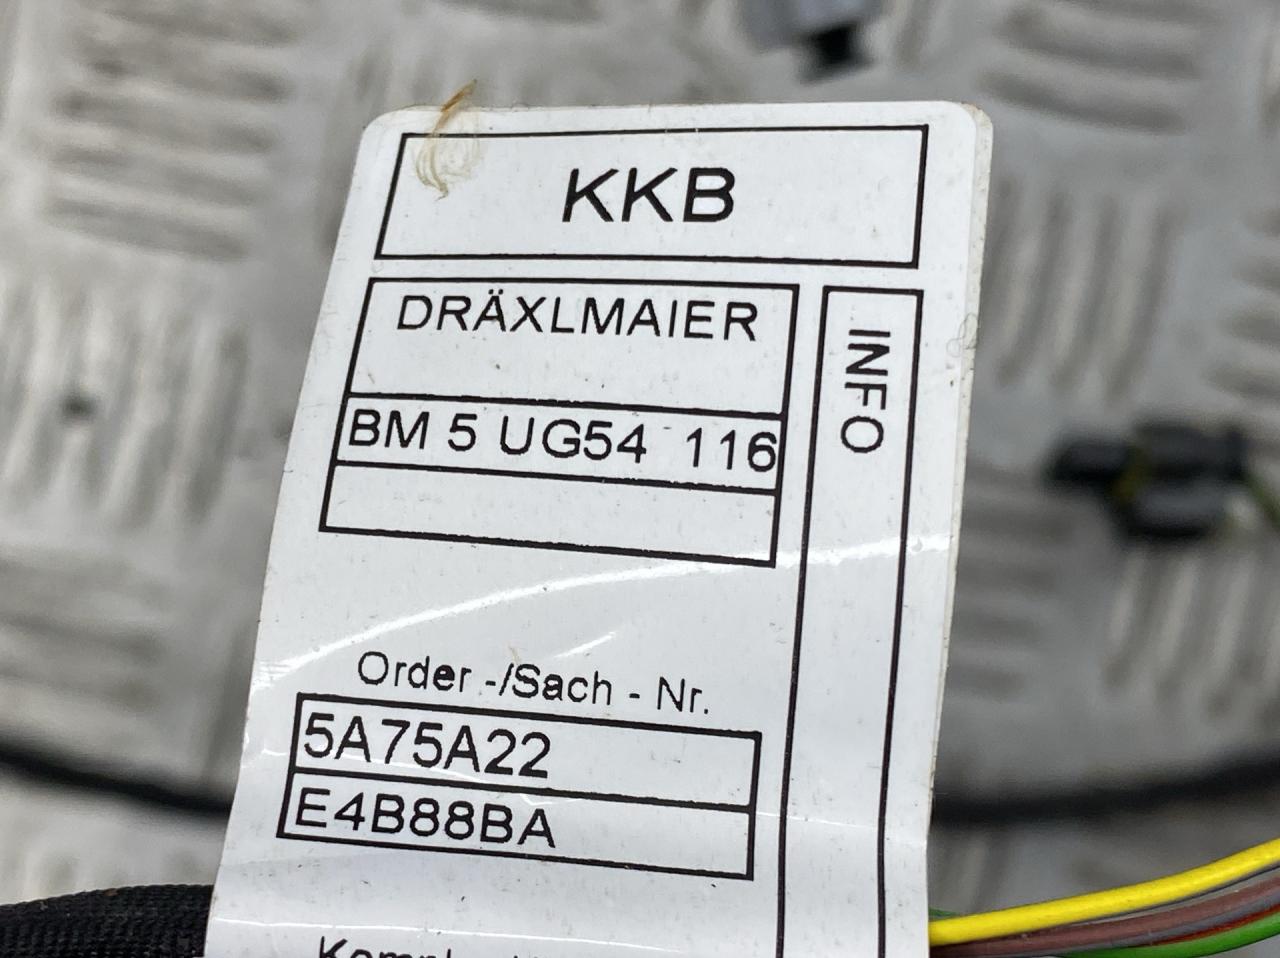 KKB
DRÄXLMAIER
INFO
BM 5 UG54 116
Order -/Sach - Nr.
5A75A22
E4B88BA